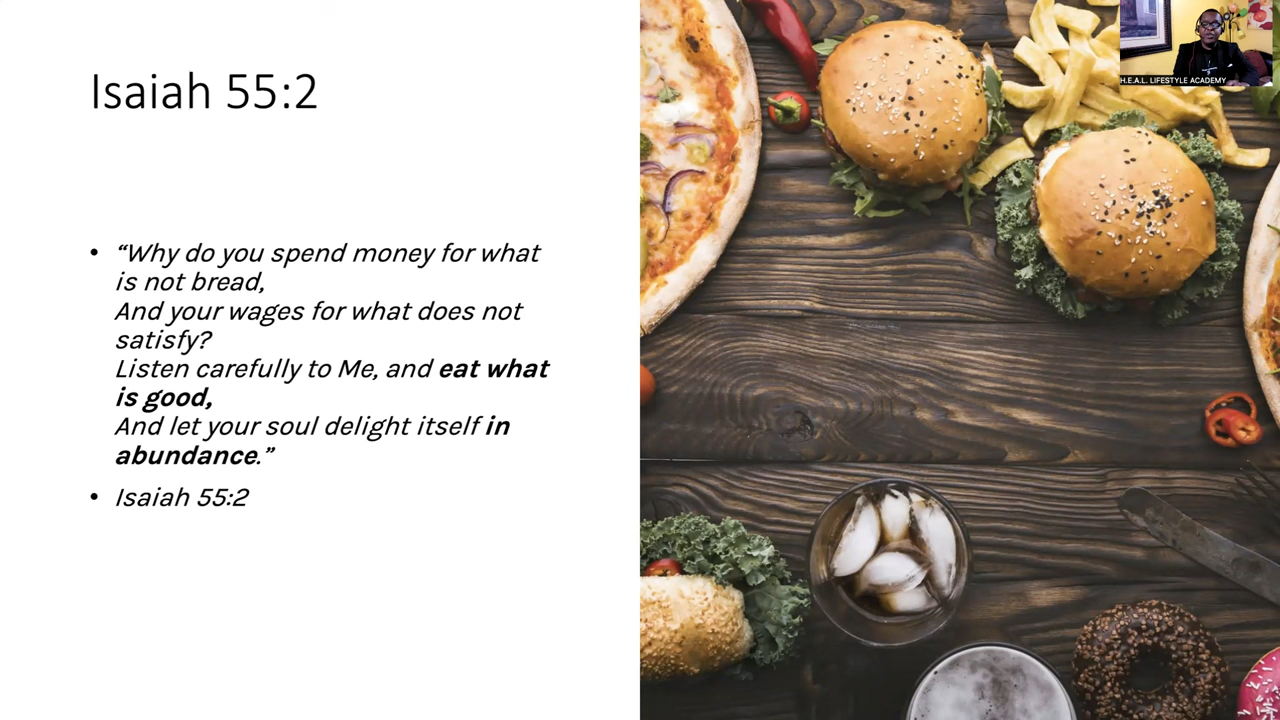 Isaiah 55:2
• “Why do you spend money for what
is not bread,
And your wages for what does not
satisfy?
Listen carefully to Me, and eat what
is good,
And let your soul delight itself in
abundance.”
• Isaiah 55:2
H.E.A.L. LIFESTYLE ACADEMY